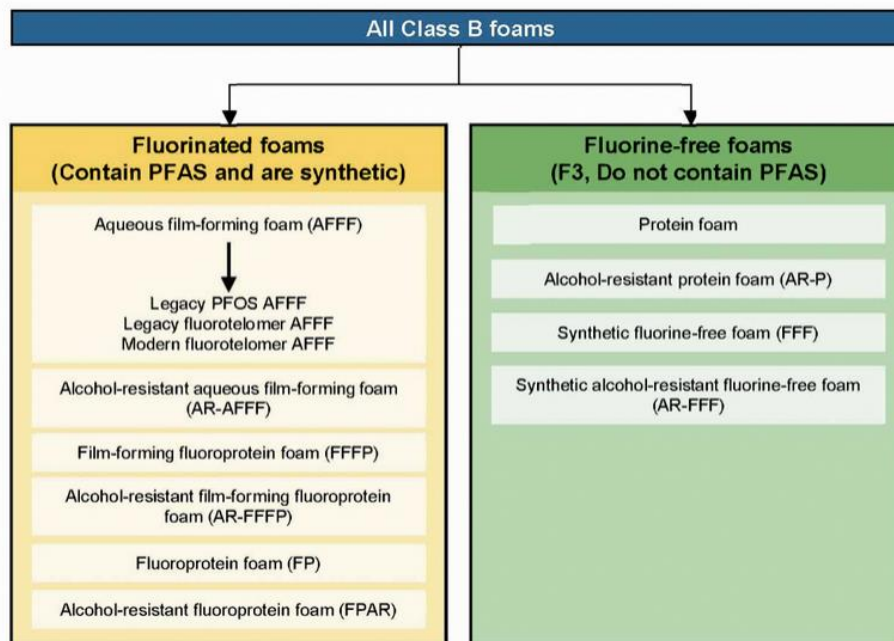 All Class B foams
Fluorinated foams
(Contain PFAS and are synthetic)
Aqueous film-forming foam (AFFF)
Legacy PFOS AFFF
Legacy fluorotelomer AFFF
Modern fluorotelomer AFFF
Alcohol-resistant aqueous film-forming foam
(AR-AFFF)
Film-forming fluoroprotein foam (FFFP)
Alcohol-resistant film-forming fluoroprotein
foam (AR-FFFP)
Fluoroprotein foam (FP)
Alcohol-resistant fluoroprotein foam (FPAR)
Fluorine-free foams
(F3, Do not contain PFAS)
Protein foam
Alcohol-resistant protein foam (AR-P)
Synthetic fluorine-free foam (FFF)
Synthetic alcohol-resistant fluorine-free foam
(AR-FFF)